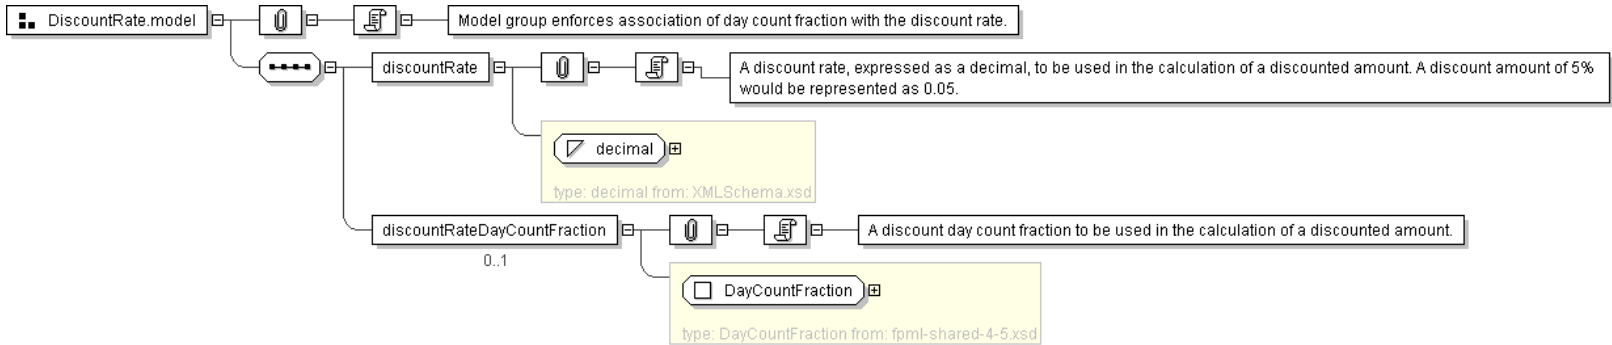 DiscountRate.model
Model group enforces association of day count fraction with the discount rate.
discountRate
A discount rate, expressed as a decimal, to be used in the calculation of a discounted amount. A discount amount of 5%
would be represented as 0.05.
decimal
type: decimal from: XMLSchema.xsd
discountRateDayCountFraction
A discount day count fraction to be used in the calculation of a discounted amount.
0..1
DayCountFraction
type: DayCountFraction from: fpml-shared-4-5.xsd